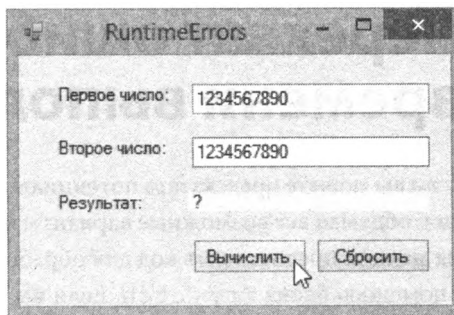 RuntimeErrors
Первое число: 1234567890
Второе число: 1234567890
Результат: ?
Вычислить Сбросить